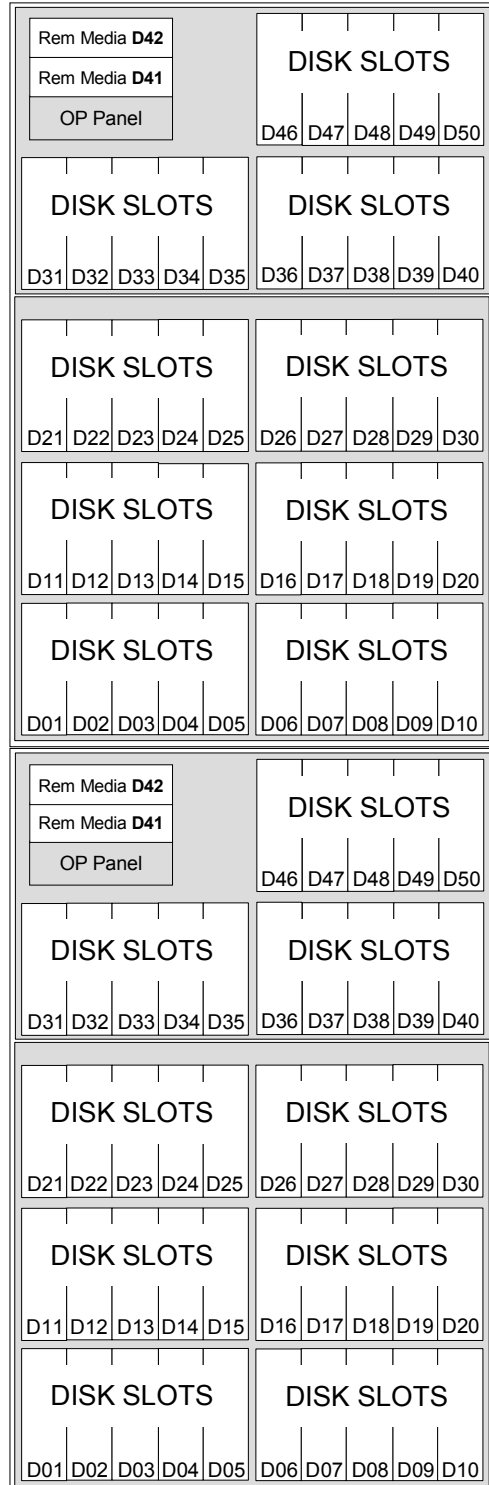 Rem Media D42
Rem Media D41
OP Panel
DISK SLOTS
D46 D47 D48 D49 D50
DISK SLOTS
D31 D32 D33 D34 D35
DISK SLOTS
D36 D37 D38 D39 D40
DISK SLOTS
D21 D22 D23 D24 D25
DISK SLOTS
D26 D27 D28 D29 D30
DISK SLOTS
D11 D12 D13 D14 D15
DISK SLOTS
D16 D17 D18 D19 D20
DISK SLOTS
D01 D02 D03 D04 D05
DISK SLOTS
D06 D07 D08 D09 D10
Rem Media D42
Rem Media D41
OP Panel
DISK SLOTS
D46 D47 D48 D49 D50
DISK SLOTS
D31 D32 D33 D34 D35
DISK SLOTS
D36 D37 D38 D39 D40
DISK SLOTS
D21 D22 D23 D24 D25
DISK SLOTS
D26 D27 D28 D29 D30
DISK SLOTS
D11 D12 D13 D14 D15
DISK SLOTS
D16 D17 D18 D19 D20
DISK SLOTS
D01 D02 D03 D04 D05
DISK SLOTS
D06 D07 D08 D09 D10